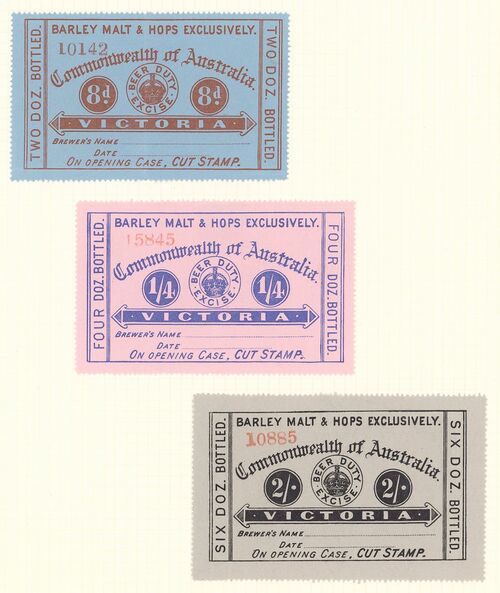 BARLEY MALT & HOPS EXCLUSIVELY.
10142
TWO DOZ. BOTTLED.
Commonwealth of Australia.
BEER DUTY
EXCISE
8d
8d
TWO DOZ. BOTTLED.
VICTORIA
BREWER'S NAME
DATE
ON OPENING CASE, CUT STAMP.
BARLEY MALT & HOPS EXCLUSIVELY.
15845
FOUR DOZ. BOTTLED.
Commonwealth of Australia.
BEER DUTY
EXCISE
1/4
1/4
FOUR DOZ. BOTTLED.
VICTORIA
BREWER'S NAME
DATE
ON OPENING CASE, CUT STAMP.
BARLEY MALT & HOPS EXCLUSIVELY.
10885
SIX DOZ. BOTTLED.
Commonwealth of Australia.
BEER DUTY
EXCISE
2/-
2/-
SIX DOZ. BOTTLED.
VICTORIA
BREWER'S NAME
DATE
ON OPENING CASE, CUT STAMP.